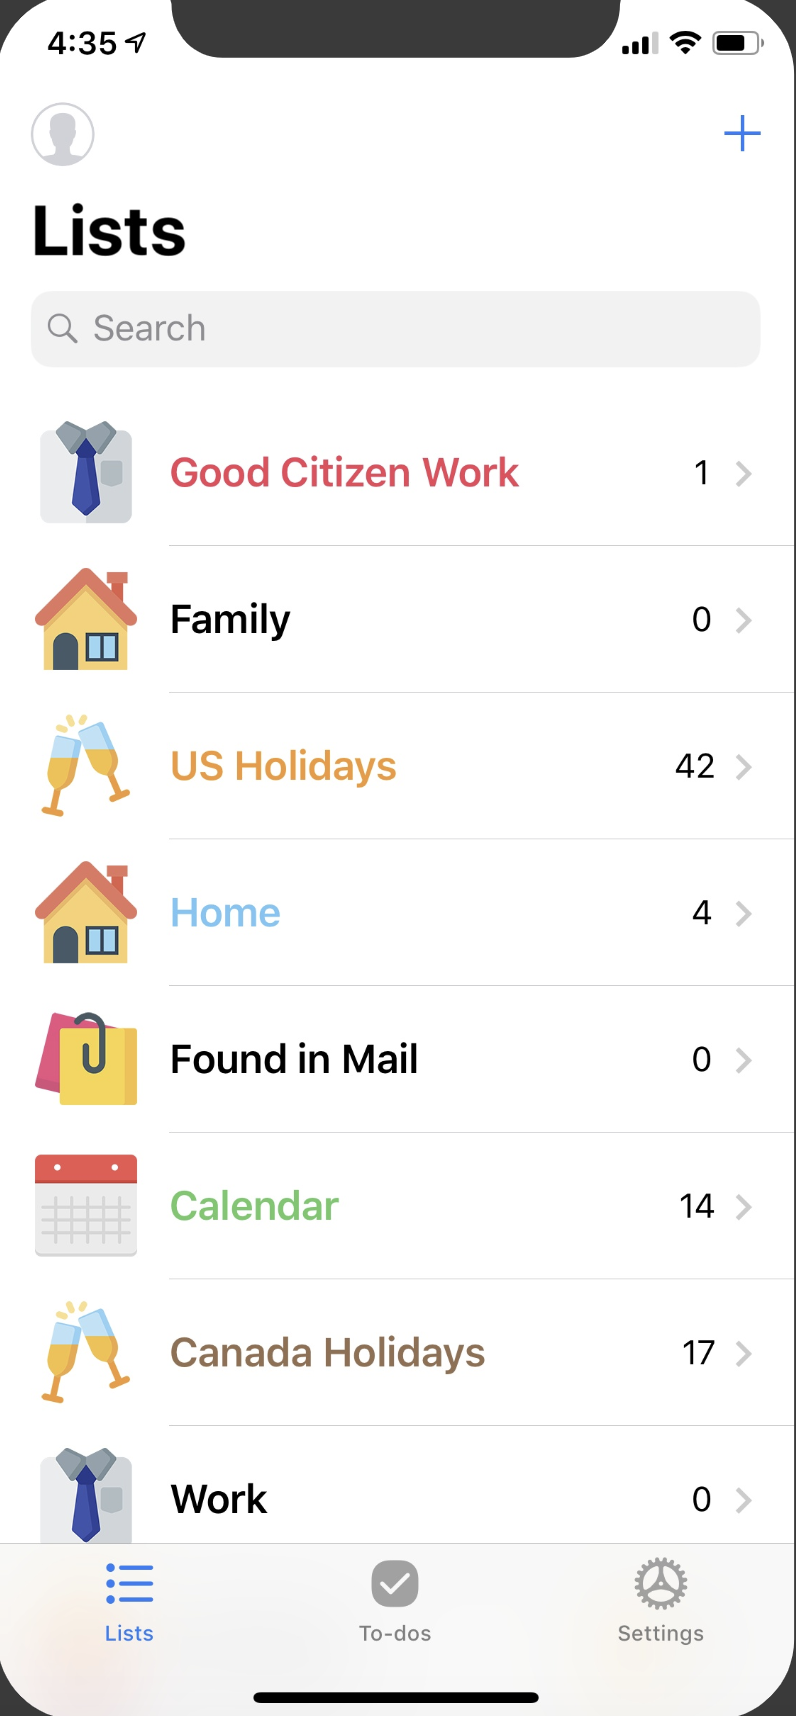 4:35
Lists
Search
Good Citizen Work 1
Family 0
US Holidays 42
Home 4
Found in Mail 0
Calendar 14
Canada Holidays 17
Work 0
Lists To-dos Settings